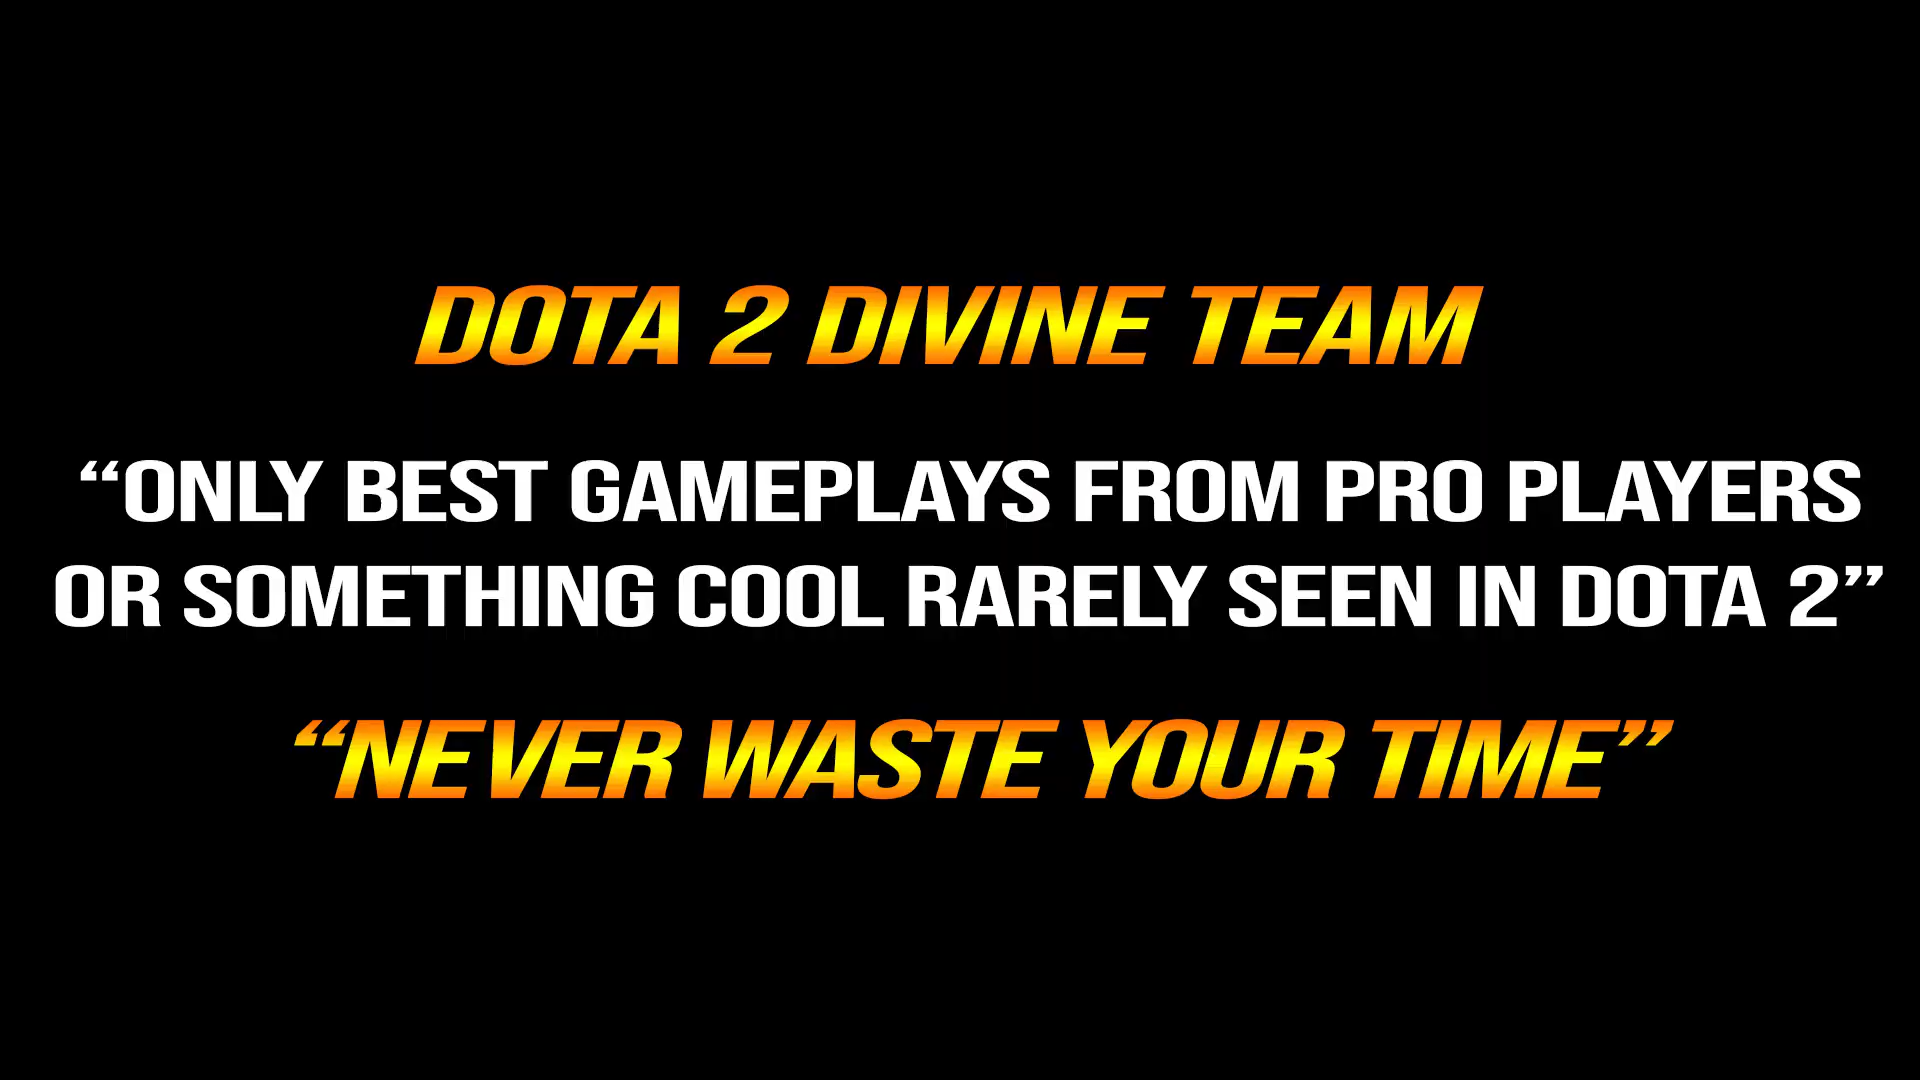 DOTA 2 DIVINE TEAM
“ONLY BEST GAMEPLAYS FROM PRO PLAYERS
OR SOMETHING COOL RARELY SEEN IN DOTA 2”
“NEVER WASTE YOUR TIME”